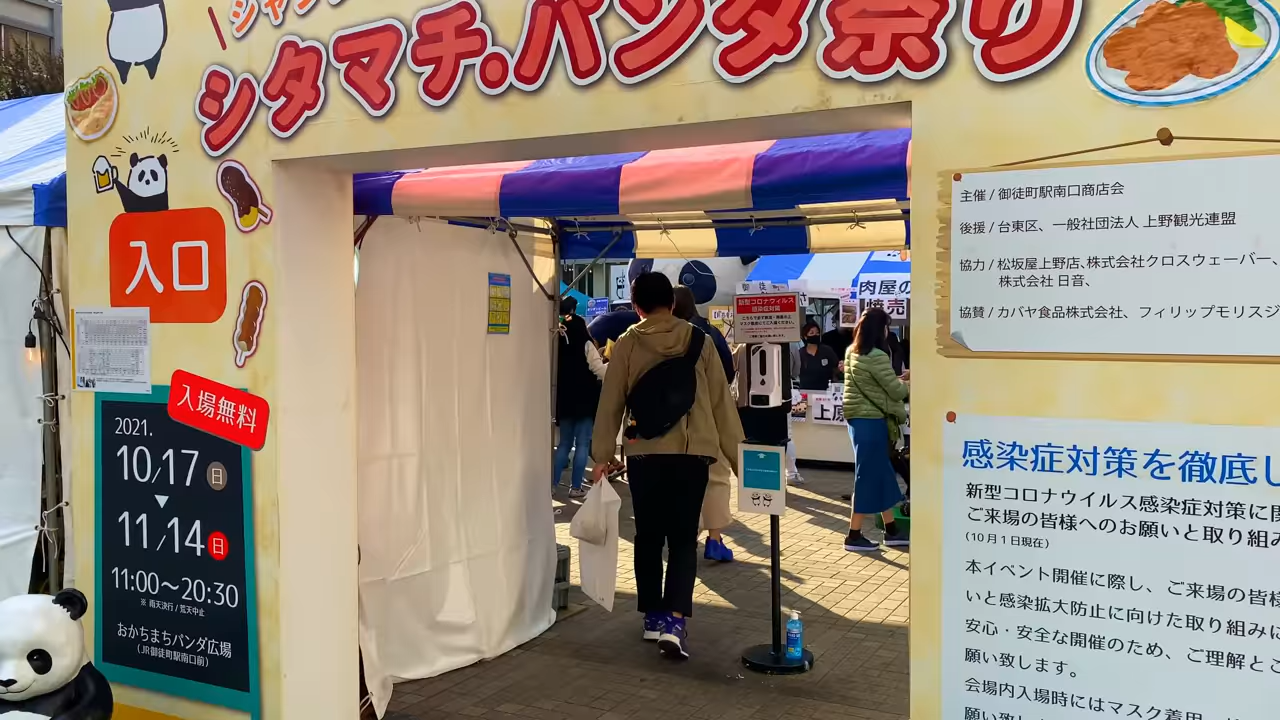 シタマチ.パンダ祭り
入口
入場無料
2021.
10/17 日
11/14 日
11:00〜20:30
※ 雨天決行 / 荒天中止
おかちまちパンダ広場
(JR御徒町駅南口前)
新型コロナウィルス
感染症対策
肉屋の
焼売
上原
主催 / 御徒町駅南口商店会
後援 / 台東区、一般社団法人 上野観光連盟
協力 / 松坂屋上野店、株式会社クロスウェーバー、
株式会社 日音、
協賛 / カバヤ食品株式会社、フィリップモリスジ
感染症対策を徹底し
新型コロナウイルス感染症対策に関
ご来場の皆様へのお願いと取り組み
(10月1日現在)
本イベント開催に際し、ご来場の皆様
いと感染拡大防止に向けた取り組みに
安心・安全な開催のため、ご理解とご
願い致します。
会場内入場時にはマスク着用
願い致し